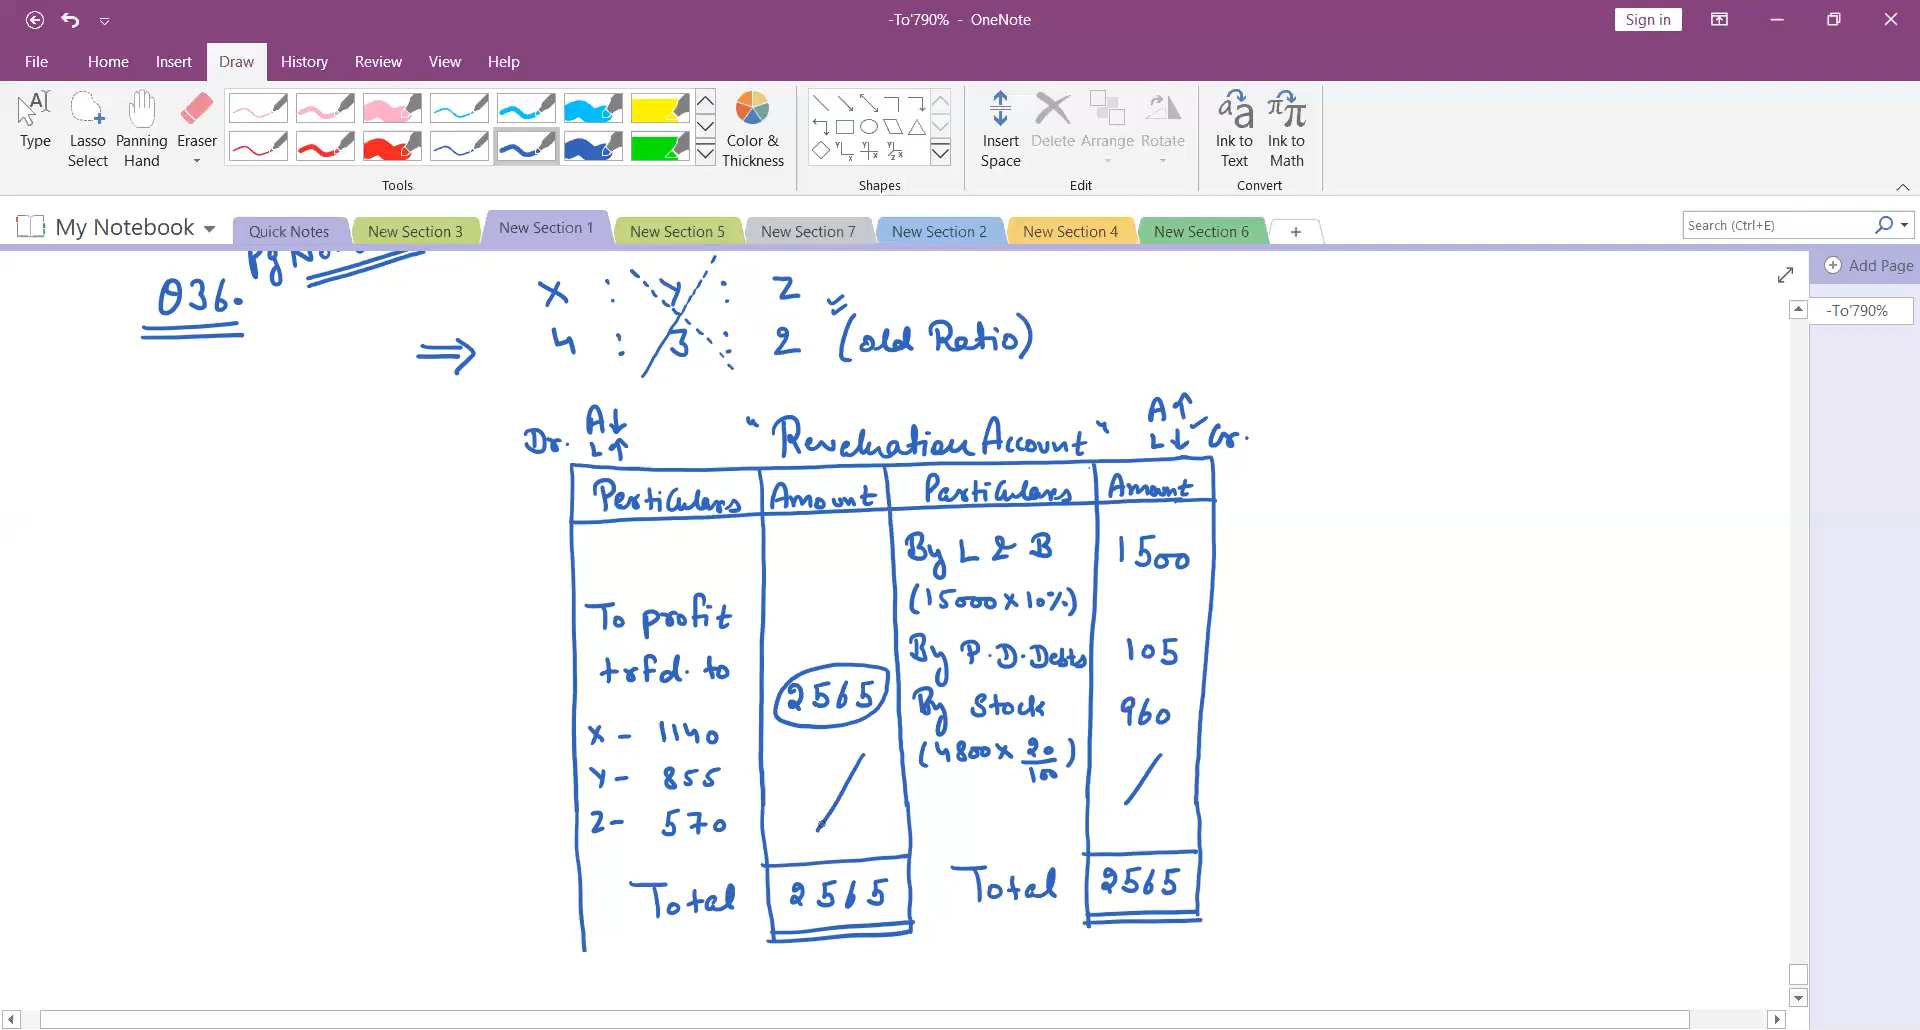 -To'790% - OneNote
Sign in
File Home Insert Draw History Review View Help
Type
Lasso Select
Panning Hand
Eraser
Color & Thickness
Insert Space
Delete
Arrange
Rotate
Ink to Text
Ink to Math
Tools
Shapes
Edit
Convert
My Notebook
Quick Notes
New Section 3
New Section 1
New Section 5
New Section 7
New Section 2
New Section 4
New Section 6
+
Search (Ctrl+E)
Add Page
-To'790%
Pg No.
Q36.
X : Y : Z
⇒ 4 : 3 : 2 (old Ratio)
Dr. A↓ L↑ "Revaluation Account" A↑ L↓ Cr.
Particulars Amount Particulars Amount
By L & B 1500
(15000 x 10%)
To profit
By P.D.Debts 105
trfd. to 2565
By Stock 960
X - 1140
(4800 x 20/100)
Y - 855
Z - 570
Total 2565 Total 2565